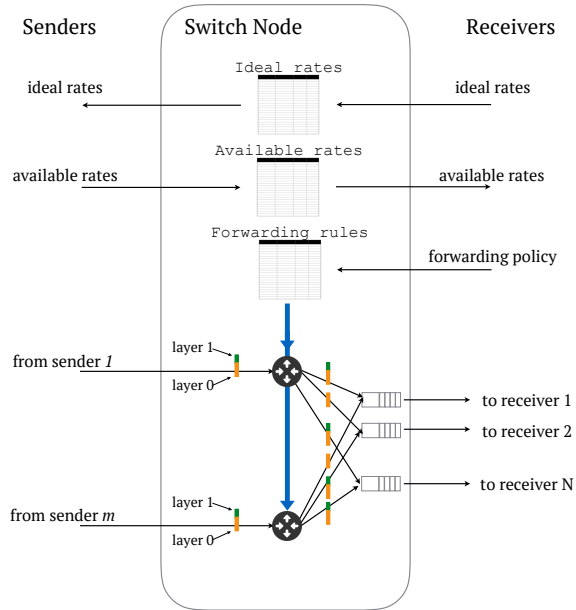 Senders
Switch Node
Receivers
Ideal rates
ideal rates
ideal rates
Available rates
available rates
available rates
Forwarding rules
forwarding policy
layer 1
from sender 1
layer 0
to receiver 1
to receiver 2
to receiver N
layer 1
from sender m
layer 0